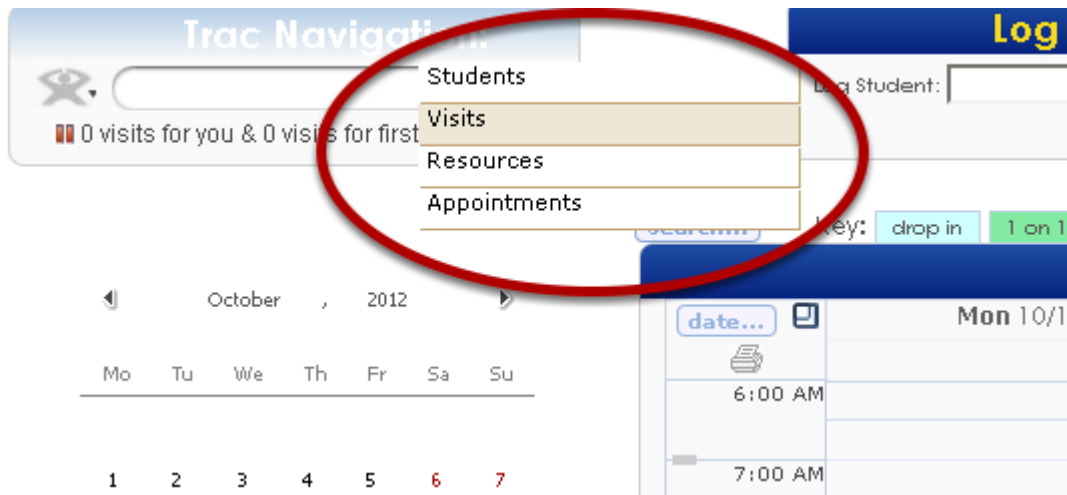 Trac Navigation:
Log
Students
Log Student:
Visits
0 visits for you & 0 visits for first
Resources
Appointments
search...
key:
drop in
1 on 1
October , 2012
date...
Mon 10/1
Mo Tu We Th Fr Sa Su
6:00 AM
1 2 3 4 5 6 7
7:00 AM